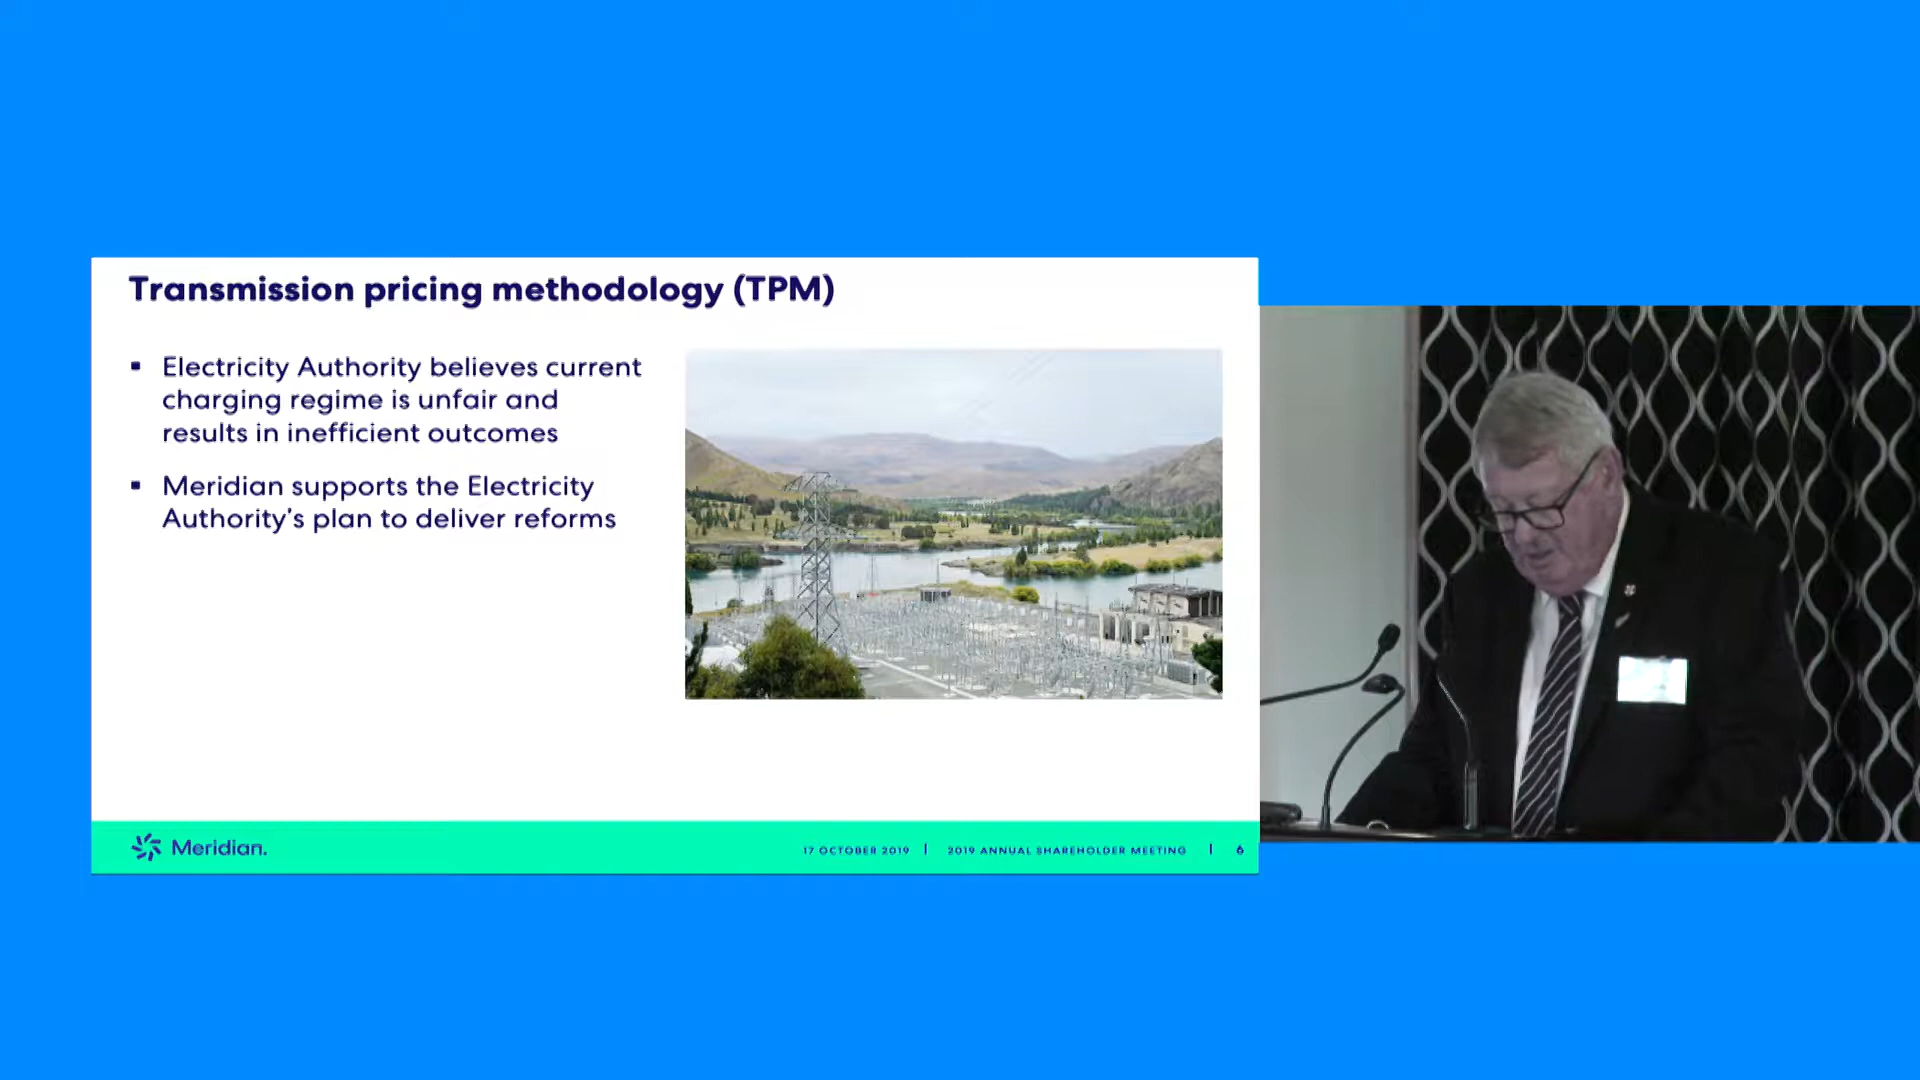 Transmission pricing methodology (TPM)
Electricity Authority believes current
charging regime is unfair and
results in inefficient outcomes
Meridian supports the Electricity
Authority's plan to deliver reforms
Meridian.
17 OCTOBER 2019 | 2019 ANNUAL SHAREHOLDER MEETING | 6